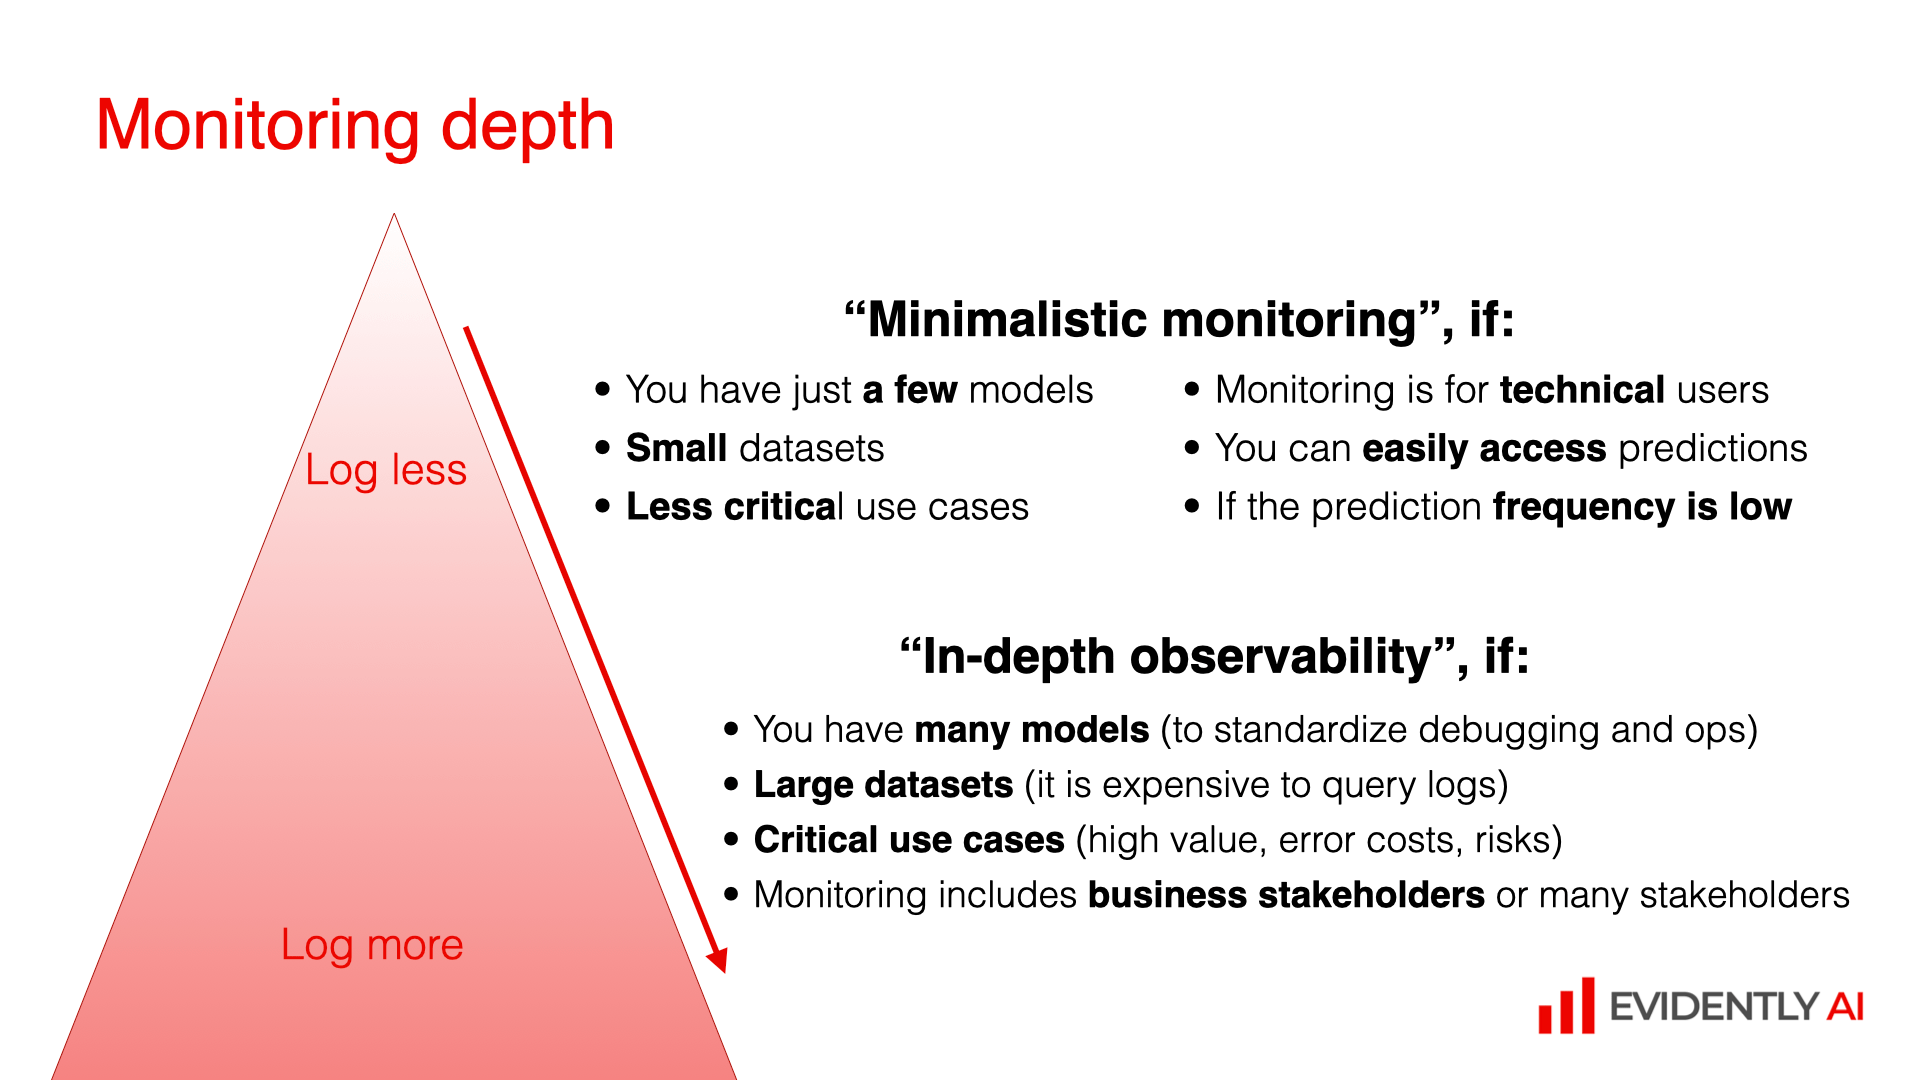 Monitoring depth
“Minimalistic monitoring”, if:
• You have just a few models
• Small datasets
• Less critical use cases
• Monitoring is for technical users
• You can easily access predictions
• If the prediction frequency is low
Log less
“In-depth observability”, if:
• You have many models (to standardize debugging and ops)
• Large datasets (it is expensive to query logs)
• Critical use cases (high value, error costs, risks)
• Monitoring includes business stakeholders or many stakeholders
Log more
EVIDENTLY AI